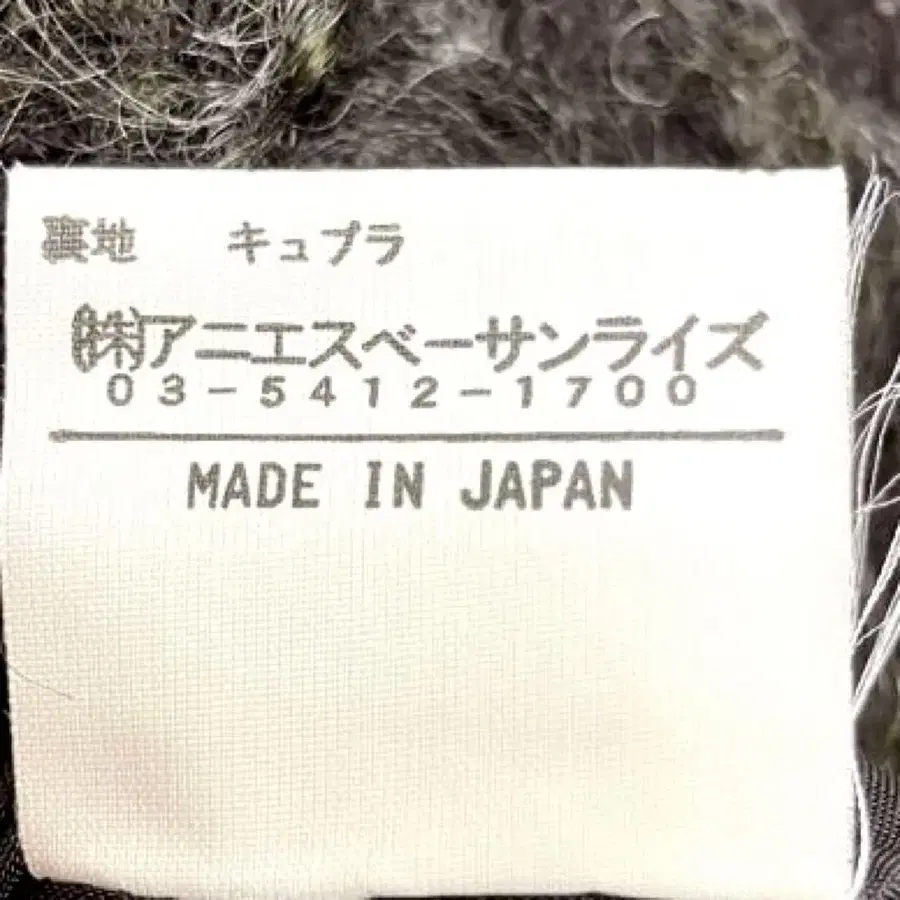 裏地 キュプラ
㈱アニエスベーサンライズ
03-5412-1700
MADE IN JAPAN